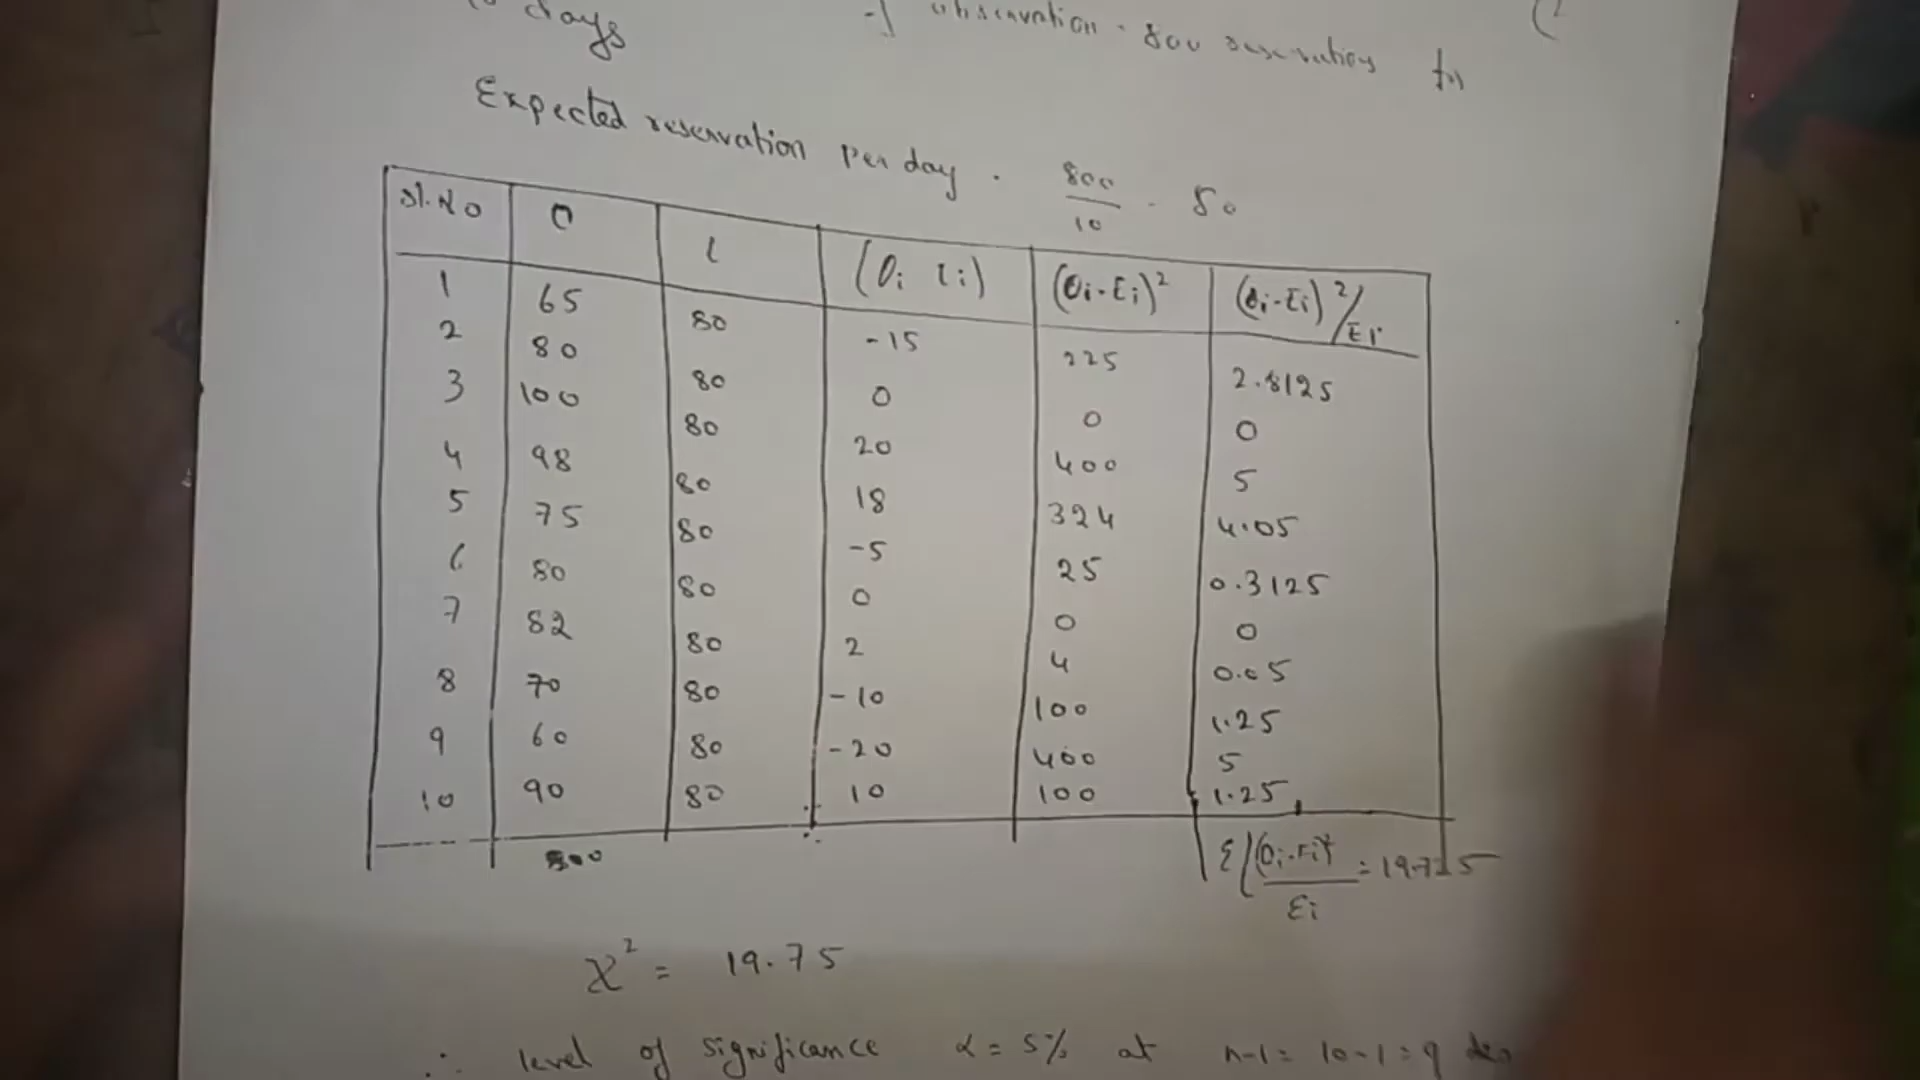 days observation - 800 reservations for
Expected reservation per day . 800/10 - 80
Sl.No O E (Oi Ei) (Oi-Ei)² (Oi-Ei)²/Ei
1 65 80 -15 225 2.8125
2 80 80 0 0 0
3 100 80 20 400 5
4 98 80 18 324 4.05
5 75 80 -5 25 0.3125
6 80 80 0 0 0
7 82 80 2 4 0.05
8 70 80 -10 100 1.25
9 60 80 -20 400 5
10 90 80 10 100 1.25
800 Σ(Oi-Ei)²/Ei = 19.725
χ² = 19.75
∴ level of significance α = 5% at n-1 = 10-1 = 9